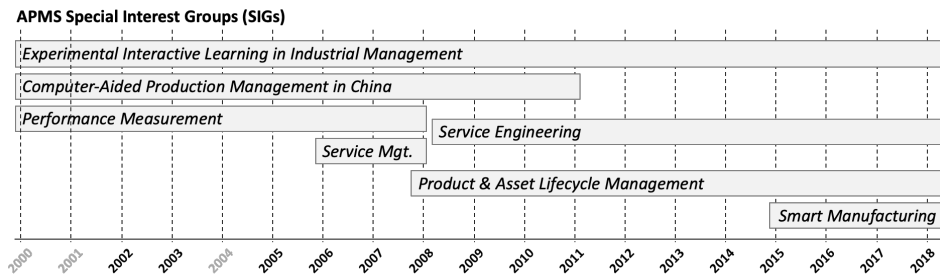 APMS Special Interest Groups (SIGs)
Experimental Interactive Learning in Industrial Management
Computer-Aided Production Management in China
Performance Measurement
Service Engineering
Service Mgt.
Product & Asset Lifecycle Management
Smart Manufacturing
2000 2001 2002 2003 2004 2005 2006 2007 2008 2009 2010 2011 2012 2013 2014 2015 2016 2017 2018